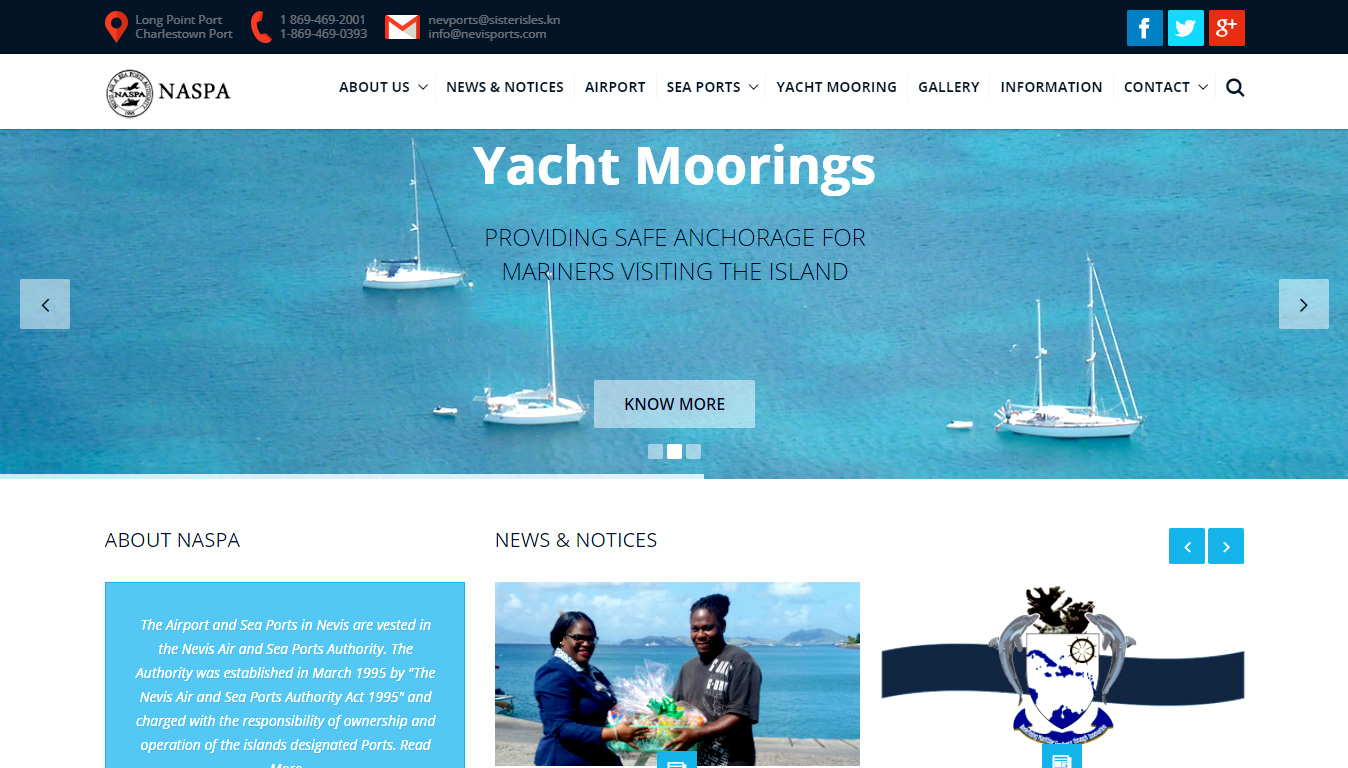 Long Point Port
Charlestown Port
1 869-469-2001
1-869-469-0393
nevports@sisterisles.kn
info@nevisports.com
NASPA
1995
NASPA
ABOUT US
NEWS & NOTICES
AIRPORT
SEA PORTS
YACHT MOORING
GALLERY
INFORMATION
CONTACT
Yacht Moorings
PROVIDING SAFE ANCHORAGE FOR
MARINERS VISITING THE ISLAND
KNOW MORE
ABOUT NASPA
NEWS & NOTICES
The Airport and Sea Ports in Nevis are vested in
the Nevis Air and Sea Ports Authority. The
Authority was established in March 1995 by "The
Nevis Air and Sea Ports Authority Act 1995" and
charged with the responsibility of ownership and
operation of the islands designated Ports. Read
More